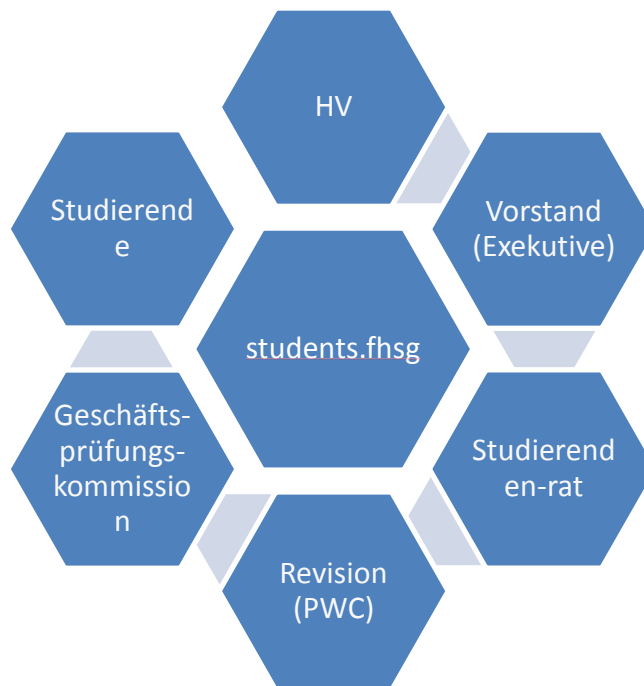 HV
Vorstand
(Exekutive)
Studierend
en-rat
Revision
(PWC)
Geschäfts-
prüfungs-
kommissio
n
Studierend
e
students.fhsg